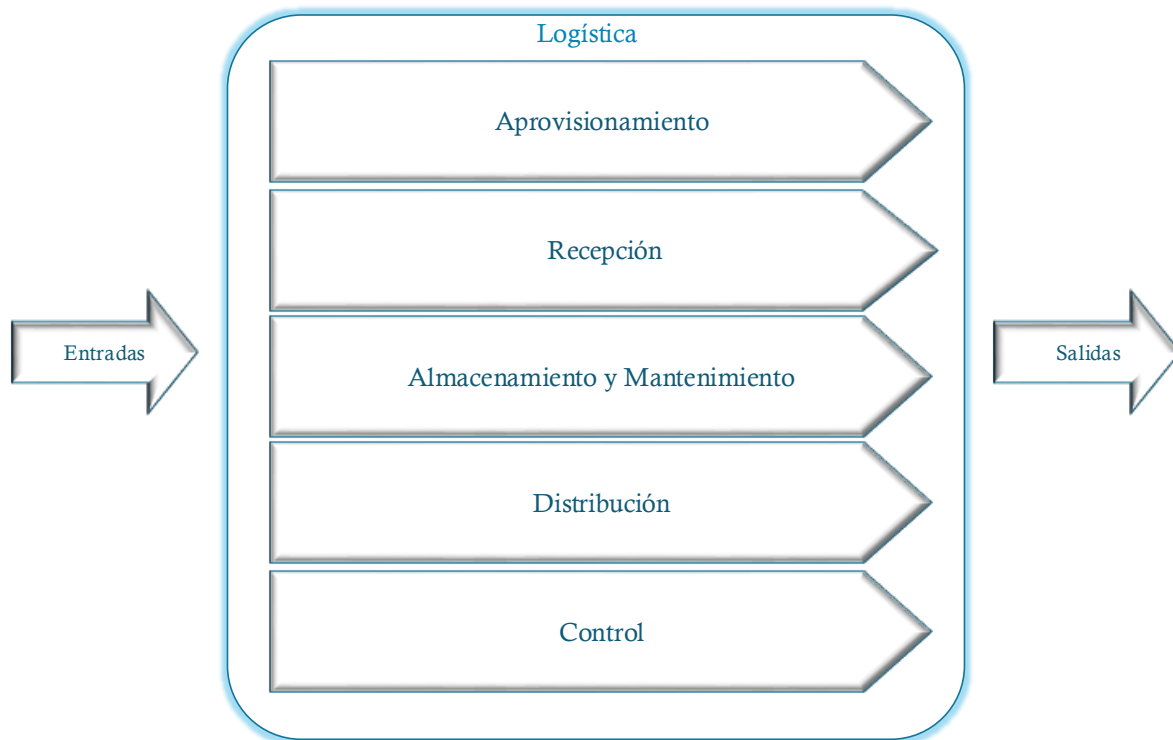 Logística
Aprovisionamiento
Recepción
Entradas
Almacenamiento y Mantenimiento
Salidas
Distribución
Control